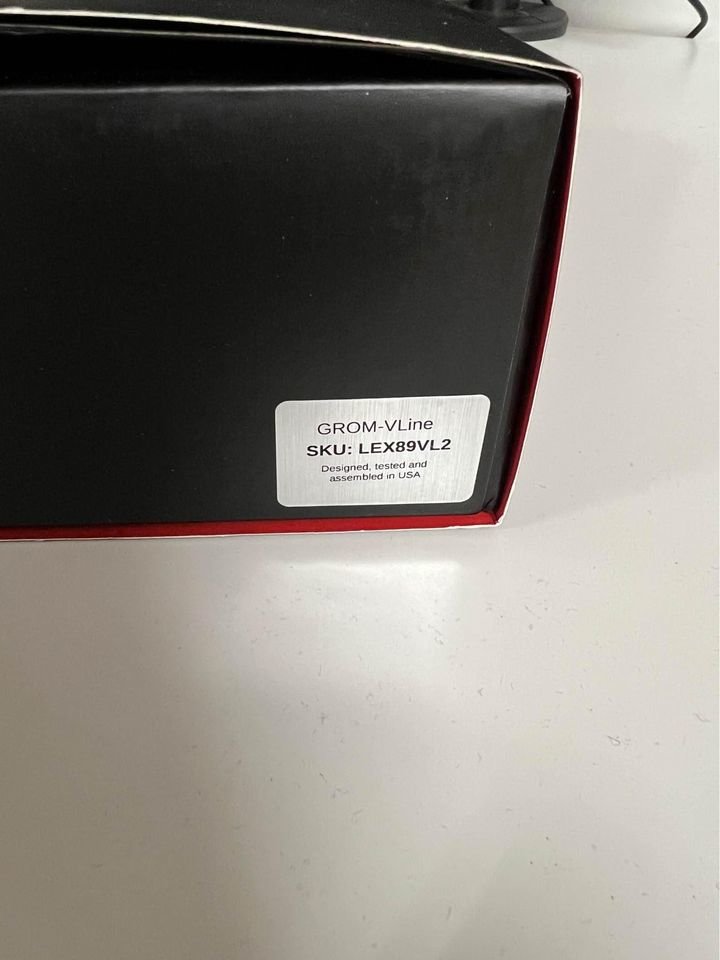 GROM-VLine
SKU: LEX89VL2
Designed, tested and
assembled in USA